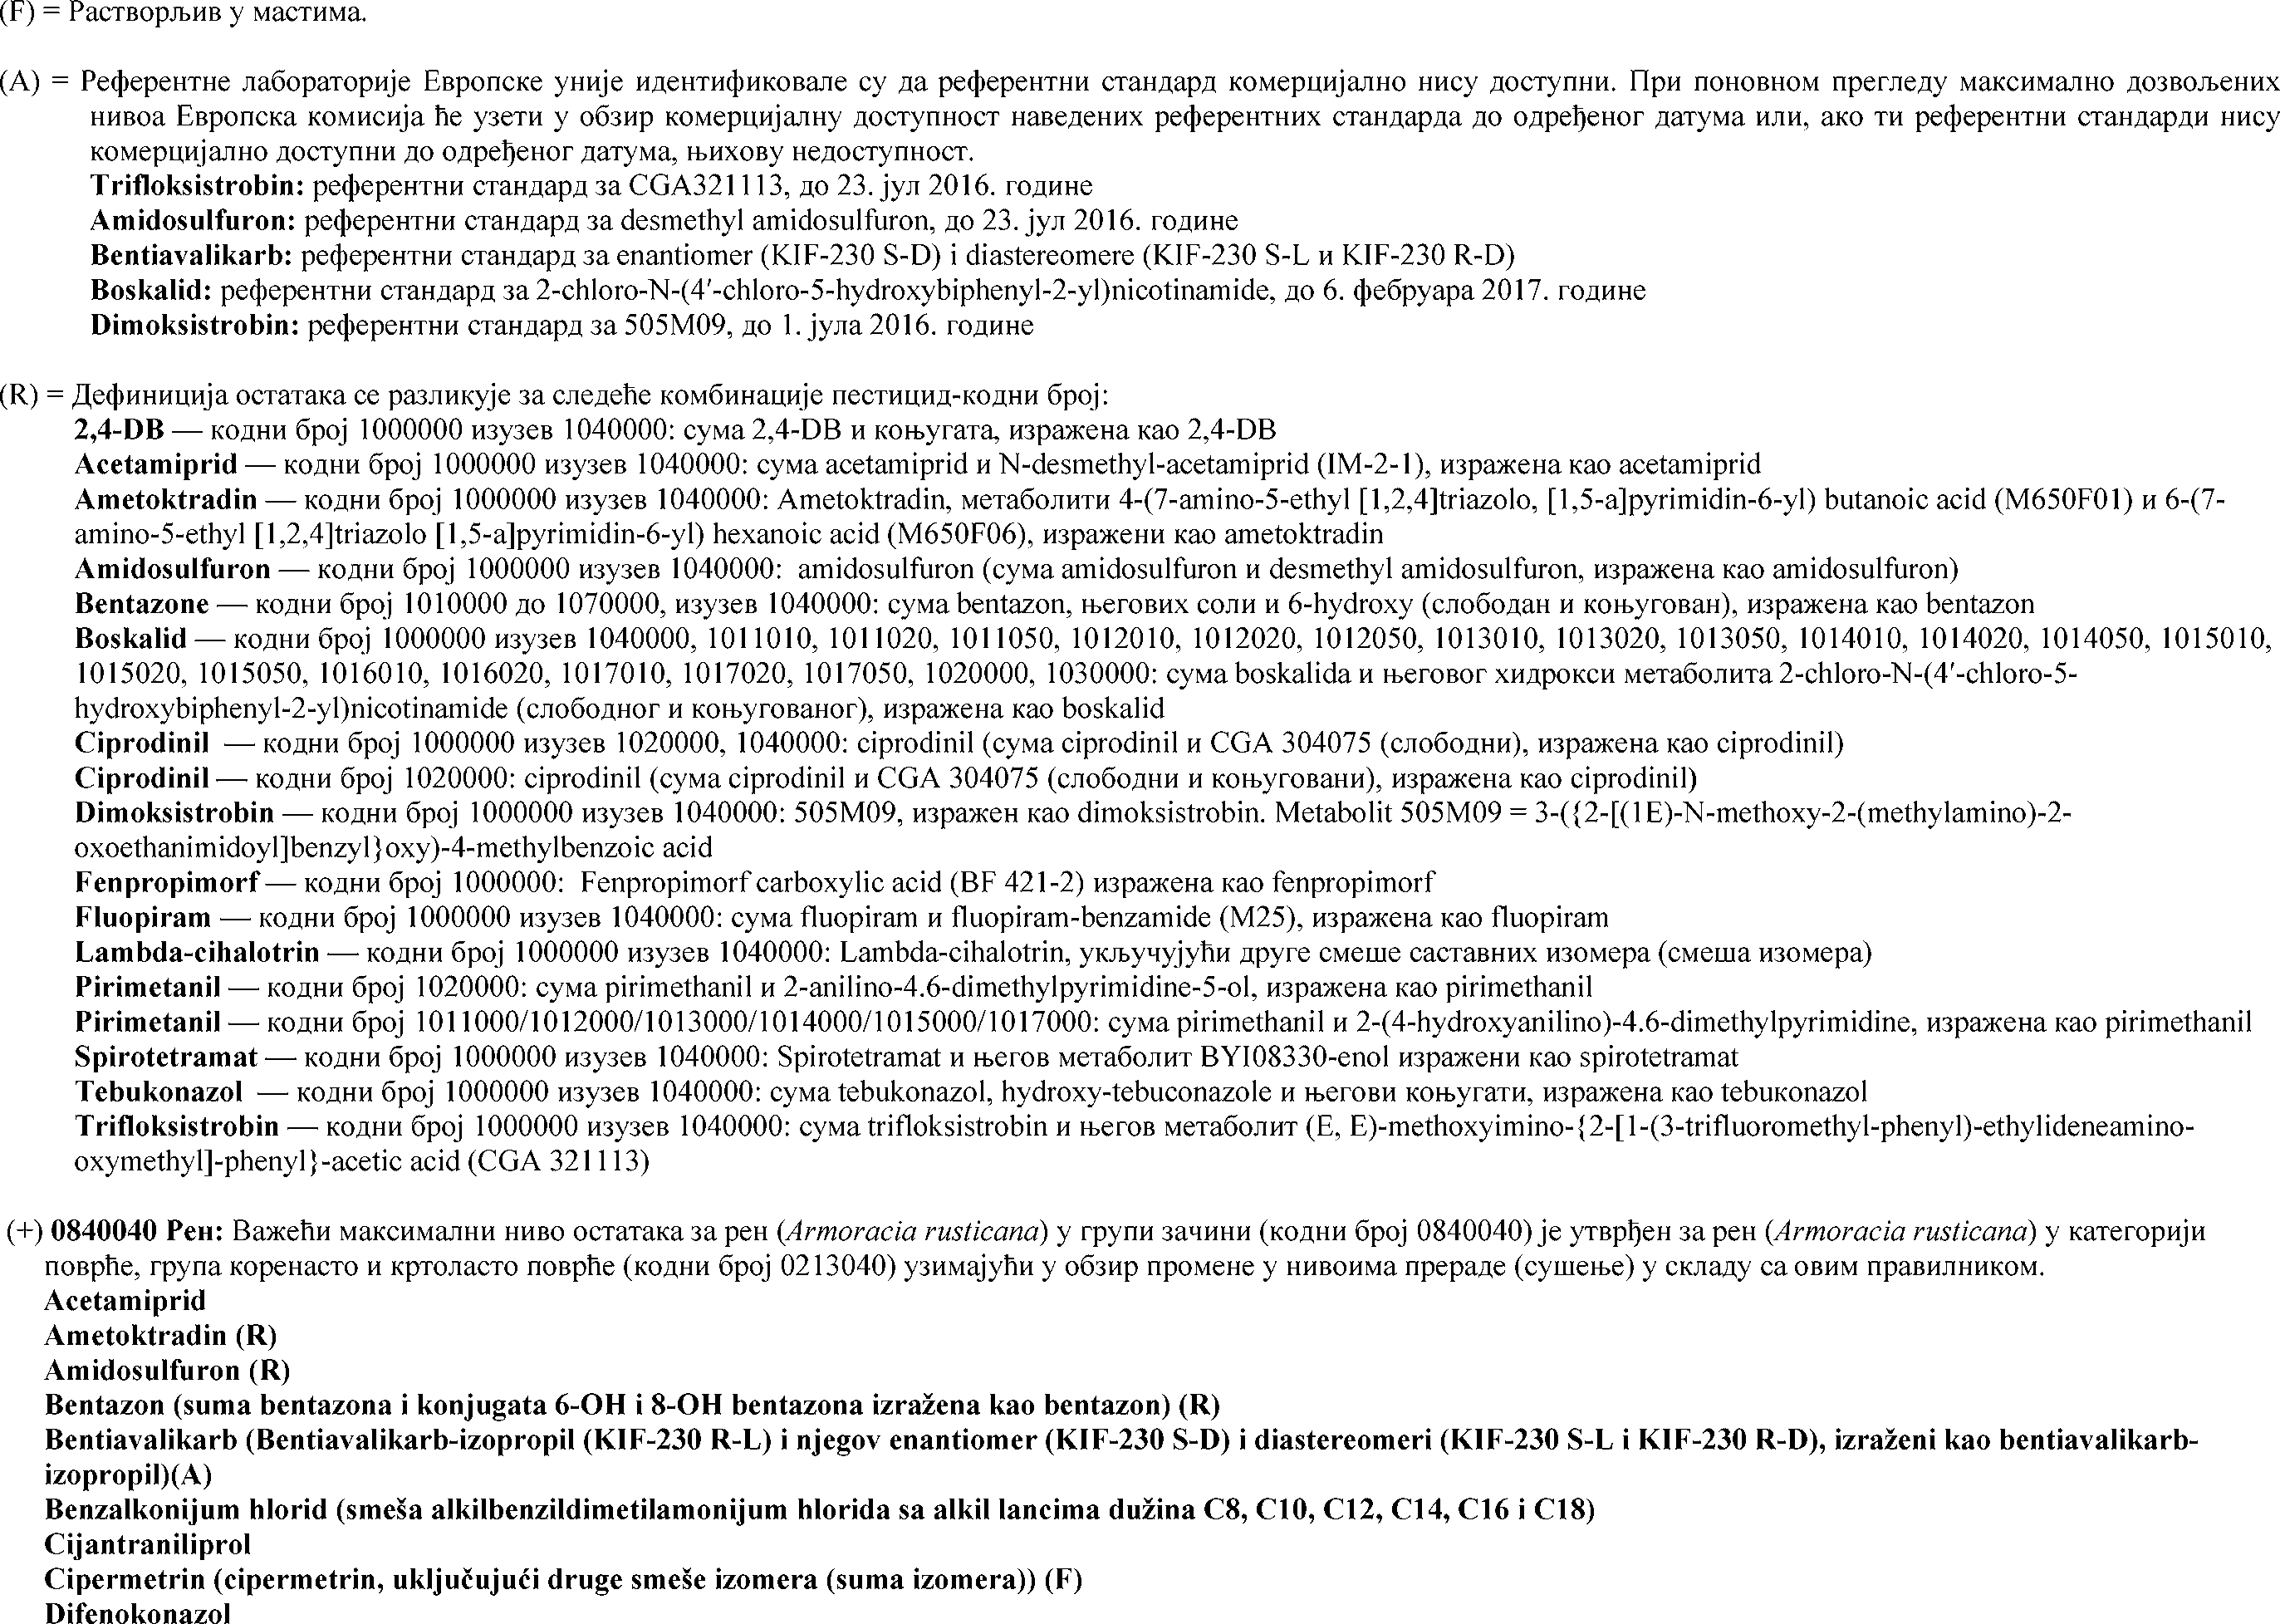 (F) = Растворљив у мастима.
(A) = Референтне лабораторије Европске уније идентификовале су да референтни стандард комерцијално нису доступни. При поновном прегледу максимално дозвољених
нивоа Европска комисија ће узети у обзир комерцијалну доступност наведених референтних стандарда до одређеног датума или, ако ти референтни стандарди нису
комерцијално доступни до одређеног датума, њихову недоступност.
Trifloksistrobin: референтни стандард за CGA321113, до 23. јул 2016. године
Amidosulfuron: референтни стандард за desmethyl amidosulfuron, до 23. јул 2016. године
Bentiavalikarb: референтни стандард за enantiomer (KIF-230 S-D) i diastereomere (KIF-230 S-L и KIF-230 R-D)
Boskalid: референтни стандард за 2-chloro-N-(4′-chloro-5-hydroxybiphenyl-2-yl)nicotinamide, до 6. фебруара 2017. године
Dimoksistrobin: референтни стандард за 505M09, до 1. јула 2016. године
(R) = Дефиниција остатака се разликује за следеће комбинације пестицид-кодни број:
2,4-DB — кодни број 1000000 изузев 1040000: сума 2,4-DB и коњугата, изражена као 2,4-DB
Acetamiprid — кодни број 1000000 изузев 1040000: сума acetamiprid и N-desmethyl-acetamiprid (IM-2-1), изражена као acetamiprid
Ametoktradin — кодни број 1000000 изузев 1040000: Ametoktradin, метаболити 4-(7-amino-5-ethyl [1,2,4]triazolo, [1,5-a]pyrimidin-6-yl) butanoic acid (M650F01) и 6-(7-
amino-5-ethyl [1,2,4]triazolo [1,5-a]pyrimidin-6-yl) hexanoic acid (M650F06), изражени као ametoktradin
Amidosulfuron — кодни број 1000000 изузев 1040000: amidosulfuron (сума amidosulfuron и desmethyl amidosulfuron, изражена као amidosulfuron)
Bentazone — кодни број 1010000 до 1070000, изузев 1040000: сума bentazon, његових соли и 6-hydroxy (слободан и коњугован), изражена као bentazon
Boskalid — кодни број 1000000 изузев 1040000, 1011010, 1011020, 1011050, 1012010, 1012020, 1012050, 1013010, 1013020, 1013050, 1014010, 1014020, 1014050, 1015010,
1015020, 1015050, 1016010, 1016020, 1017010, 1017020, 1017050, 1020000, 1030000: сума boskalida и његовог хидрокси метаболита 2-chloro-N-(4′-chloro-5-
hydroxybiphenyl-2-yl)nicotinamide (слободног и коњугованог), изражена као boskalid
Ciprodinil — кодни број 1000000 изузев 1020000, 1040000: ciprodinil (сума ciprodinil и CGA 304075 (слободни), изражена као ciprodinil)
Ciprodinil — кодни број 1020000: ciprodinil (сума ciprodinil и CGA 304075 (слободни и коњуговани), изражена као ciprodinil)
Dimoksistrobin — кодни број 1000000 изузев 1040000: 505M09, изражен као dimoksistrobin. Metabolit 505M09 = 3-({2-[(1E)-N-methoxy-2-(methylamino)-2-
oxoethanimidoyl]benzyl}oxy)-4-methylbenzoic acid
Fenpropimorf — кодни број 1000000: Fenpropimorf carboxylic acid (BF 421-2) изражена као fenpropimorf
Fluopiram — кодни број 1000000 изузев 1040000: сума fluopiram и fluopiram-benzamide (M25), изражена као fluopiram
Lambda-cihalotrin — кодни број 1000000 изузев 1040000: Lambda-cihalotrin, укључујући друге смеше саставних изомера (смеша изомера)
Pirimetanil — кодни број 1020000: сума pirimethanil и 2-anilino-4.6-dimethylpyrimidine-5-ol, изражена као pirimethanil
Pirimetanil — кодни број 1011000/1012000/1013000/1014000/1015000/1017000: сума pirimethanil и 2-(4-hydroxyanilino)-4.6-dimethylpyrimidine, изражена као pirimethanil
Spirotetramat — кодни број 1000000 изузев 1040000: Spirotetramat и његов метаболит BYI08330-enol изражени као spirotetramat
Tebukonazol — кодни број 1000000 изузев 1040000: сума tebukonazol, hydroxy-tebuconazole и његови коњугати, изражена као tebuкonazol
Trifloksistrobin — кодни број 1000000 изузев 1040000: сума trifloksistrobin и његов метаболит (E, E)-methoxyimino-{2-[1-(3-trifluoromethyl-phenyl)-ethylideneamino-
oxymethyl]-phenyl}-acetic acid (CGA 321113)
(+) 0840040 Рен: Важећи максимални ниво остатака за рен (Armoracia rusticana) у групи зачини (кодни број 0840040) је утврђен за рен (Armoracia rusticana) у категорији
поврће, група коренасто и кртоласто поврће (кодни број 0213040) узимајући у обзир промене у нивоима прераде (сушење) у складу са овим правилником.
Acetamiprid
Ametoktradin (R)
Amidosulfuron (R)
Bentazon (suma bentazona i konjugata 6-OH i 8-OH bentazona izražena kao bentazon) (R)
Bentiavalikarb (Bentiavalikarb-izopropil (KIF-230 R-L) i njegov enantiomer (KIF-230 S-D) i diastereomeri (KIF-230 S-L i KIF-230 R-D), izraženi kao bentiavalikarb-
izopropil)(A)
Benzalkonijum hlorid (smeša alkilbenzildimetilamonijum hlorida sa alkil lancima dužina C8, C10, C12, C14, C16 i C18)
Cijantraniliprol
Cipermetrin (cipermetrin, uključujući druge smeše izomera (suma izomera)) (F)
Difenokonazol